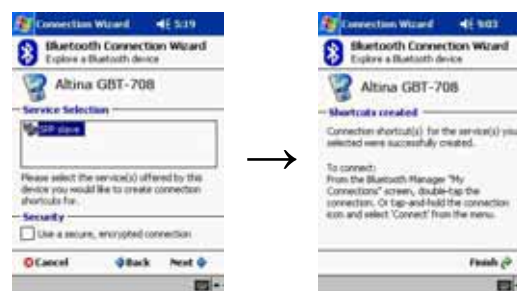 Connection Wizard 5:19
Bluetooth Connection Wizard
Explore a Bluetooth device
Altina GBT-708
Service Selection
SPP slave
Please select the service(s) offered by this
device you would like to create connection
shortcuts for.
Security
Use a secure, encrypted connection
Cancel Back Next
→
Connection Wizard 9:03
Bluetooth Connection Wizard
Explore a Bluetooth device
Altina GBT-708
Shortcuts created
Connection shortcut(s) for the service(s) you
selected were successfully created.
To connect:
From the Bluetooth Manager "My
Connections" screen, double-tap the
connection. Or tap-and-hold the connection
icon and select 'Connect' from the menu.
Finish